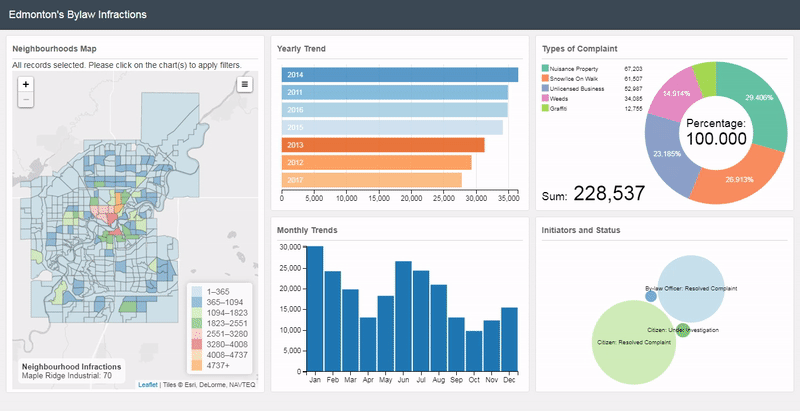 Edmonton's Bylaw Infractions
Neighbourhoods Map
All records selected. Please click on the chart(s) to apply filters.
+
−
1–365
365–1094
1094–1823
1823–2551
2551–3280
3280–4008
4008–4737
4737+
Neighbourhood Infractions
Maple Ridge Industrial: 70
Leaflet | Tiles © Esri, DeLorme, NAVTEQ
Yearly Trend
2014
2011
2016
2015
2013
2012
2017
0 5,000 10,000 15,000 20,000 25,000 30,000 35,000
Monthly Trends
30,000
25,000
20,000
15,000
10,000
5,000
0
Jan Feb Mar Apr May Jun Jul Aug Sep Oct Nov Dec
Types of Complaint
Nuisance Property 67,203
Snow/Ice On Walk 61,507
Unlicensed Business 52,987
Weeds 34,085
Graffiti 12,755
14.914%
29.406%
23.185%
26.913%
Percentage:
100.000
Sum: 228,537
Initiators and Status
By-law Officer: Resolved Complaint
Citizen: Under Investigation
Citizen: Resolved Complaint